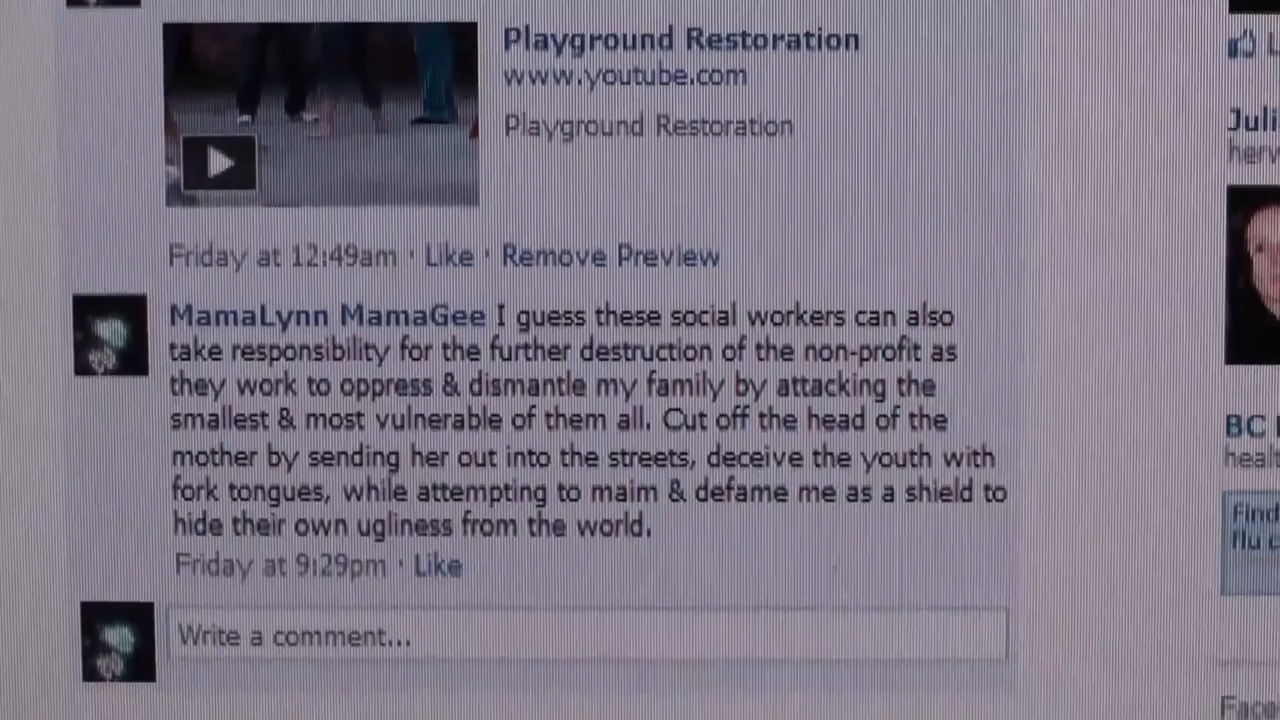 Playground Restoration
www.youtube.com
Playground Restoration
Friday at 12:49am · Like · Remove Preview
MamaLynn MamaGee I guess these social workers can also
take responsibility for the further destruction of the non-profit as
they work to oppress & dismantle my family by attacking the
smallest & most vulnerable of them all. Cut off the head of the
mother by sending her out into the streets, deceive the youth with
fork tongues, while attempting to maim & defame me as a shield to
hide their own ugliness from the world.
Friday at 9:29pm · Like
Write a comment...
Juli
herv
BC
heal
Find
flu c
Face